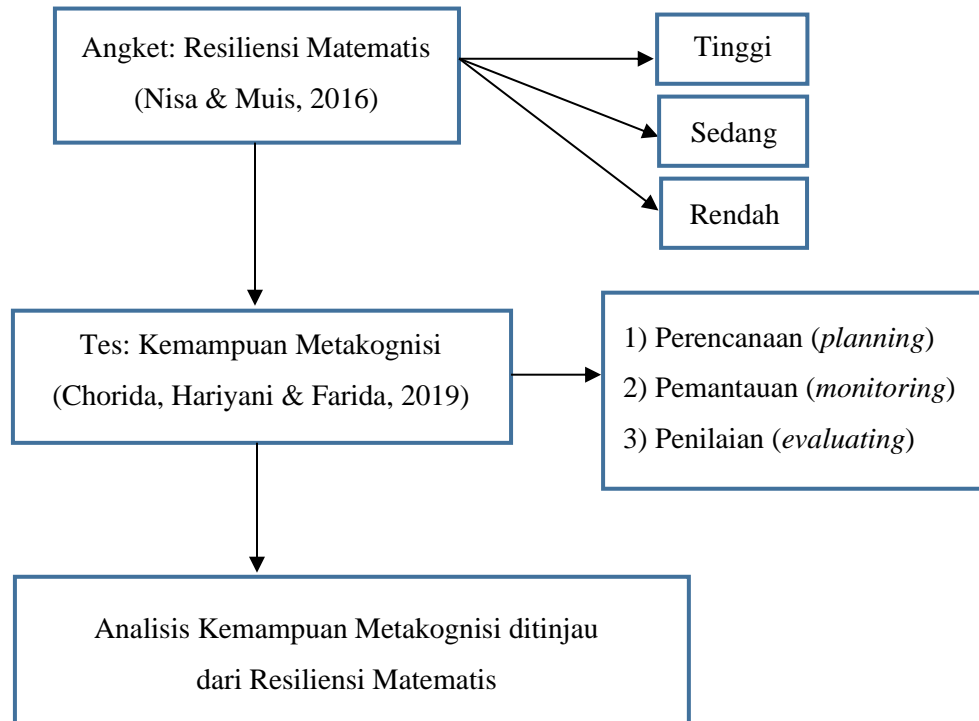 Angket: Resiliensi Matematis
(Nisa & Muis, 2016)
Tinggi
Sedang
Rendah
Tes: Kemampuan Metakognisi
(Chorida, Hariyani & Farida, 2019)
1) Perencanaan (planning)
2) Pemantauan (monitoring)
3) Penilaian (evaluating)
Analisis Kemampuan Metakognisi ditinjau
dari Resiliensi Matematis